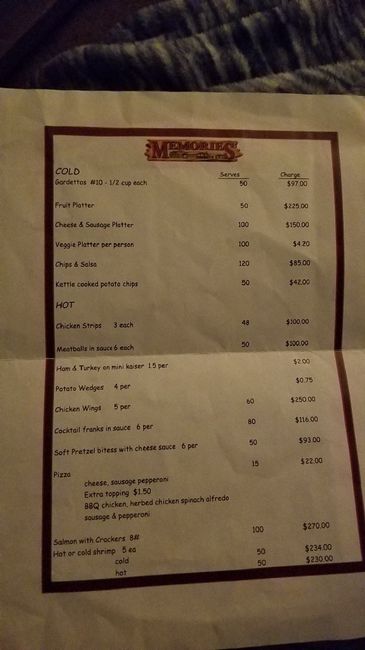 MEMORIES
COLD Serves Charge
Gardettos #10 - 1/2 cup each 50 $97.00
Fruit Platter 50 $225.00
Cheese & Sausage Platter 100 $150.00
Veggie Platter per person 100 $4.20
Chips & Salsa 120 $85.00
Kettle cooked potato chips 50 $42.00
HOT
Chicken Strips 3 each 48 $100.00
Meatballs in sauce 6 each 50 $100.00
Ham & Turkey on mini kaiser 1.5 per $2.00
Potato Wedges 4 per $0.75
Chicken Wings 5 per 60 $250.00
Cocktail franks in sauce 6 per 80 $116.00
Soft Pretzel bitess with cheese sauce 6 per 50 $93.00
Pizza 15 $22.00
cheese, sausage pepperoni
Extra topping $1.50
BBQ chicken, herbed chicken spinach alfredo
sausage & pepperoni
Salmon with Crackers 8# 100 $270.00
Hot or cold shrimp 5 ea
cold 50 $234.00
hot 50 $230.00